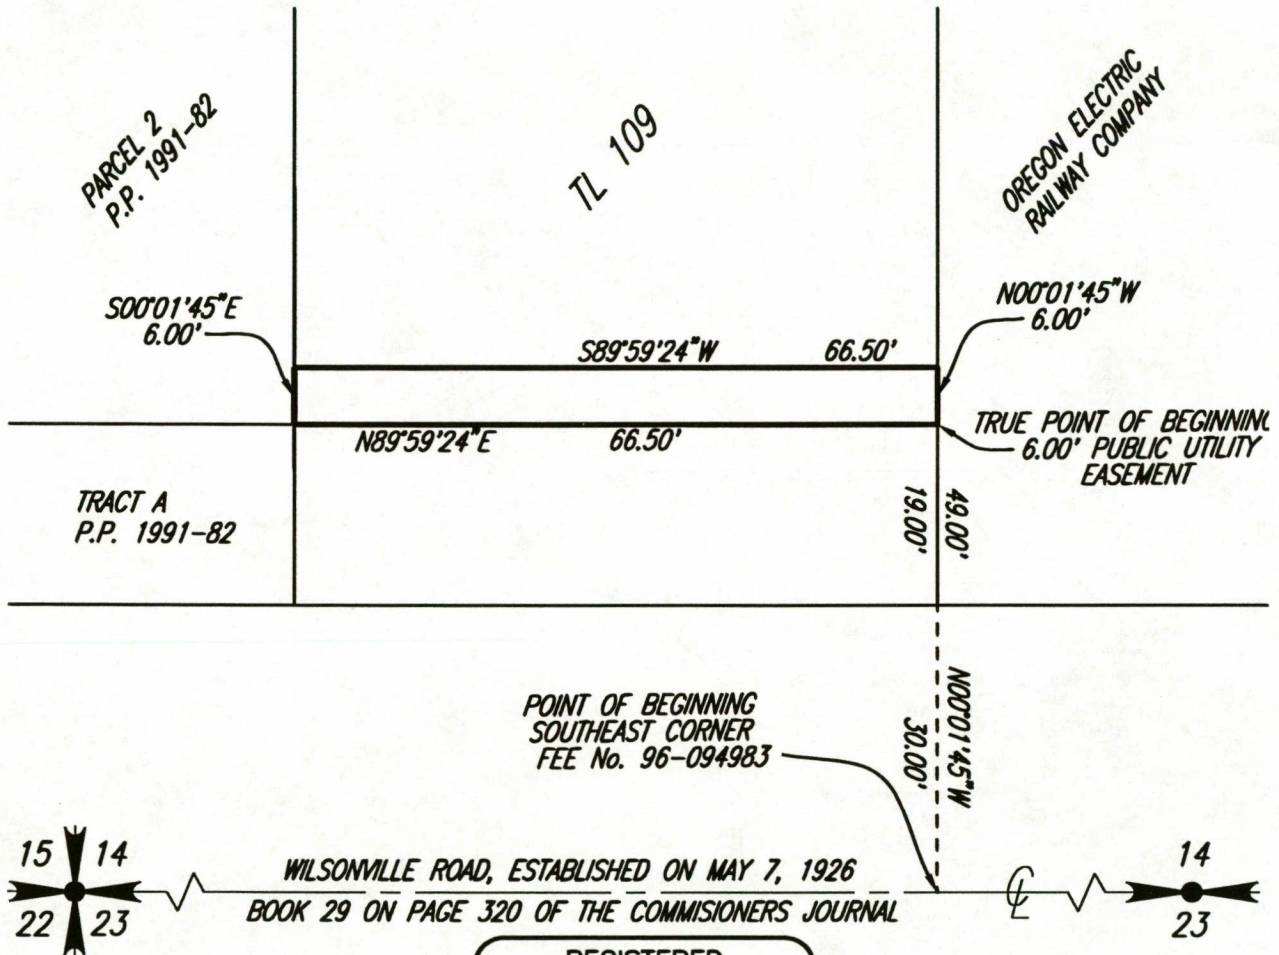 PARCEL 2
P.P. 1991-82
TL 109
OREGON ELECTRIC
RAILWAY COMPANY
S00°01'45"E
6.00'
N00°01'45"W
6.00'
S89°59'24"W 66.50'
N89°59'24"E 66.50'
TRUE POINT OF BEGINNING
6.00' PUBLIC UTILITY
EASEMENT
TRACT A
P.P. 1991-82
19.00'
49.00'
POINT OF BEGINNING
SOUTHEAST CORNER
FEE No. 96-094983
30.00'
N00°01'45"W
15 14
22 23
WILSONVILLE ROAD, ESTABLISHED ON MAY 7, 1926
BOOK 29 ON PAGE 320 OF THE COMMISIONERS JOURNAL
CL
14
23
REGISTERED